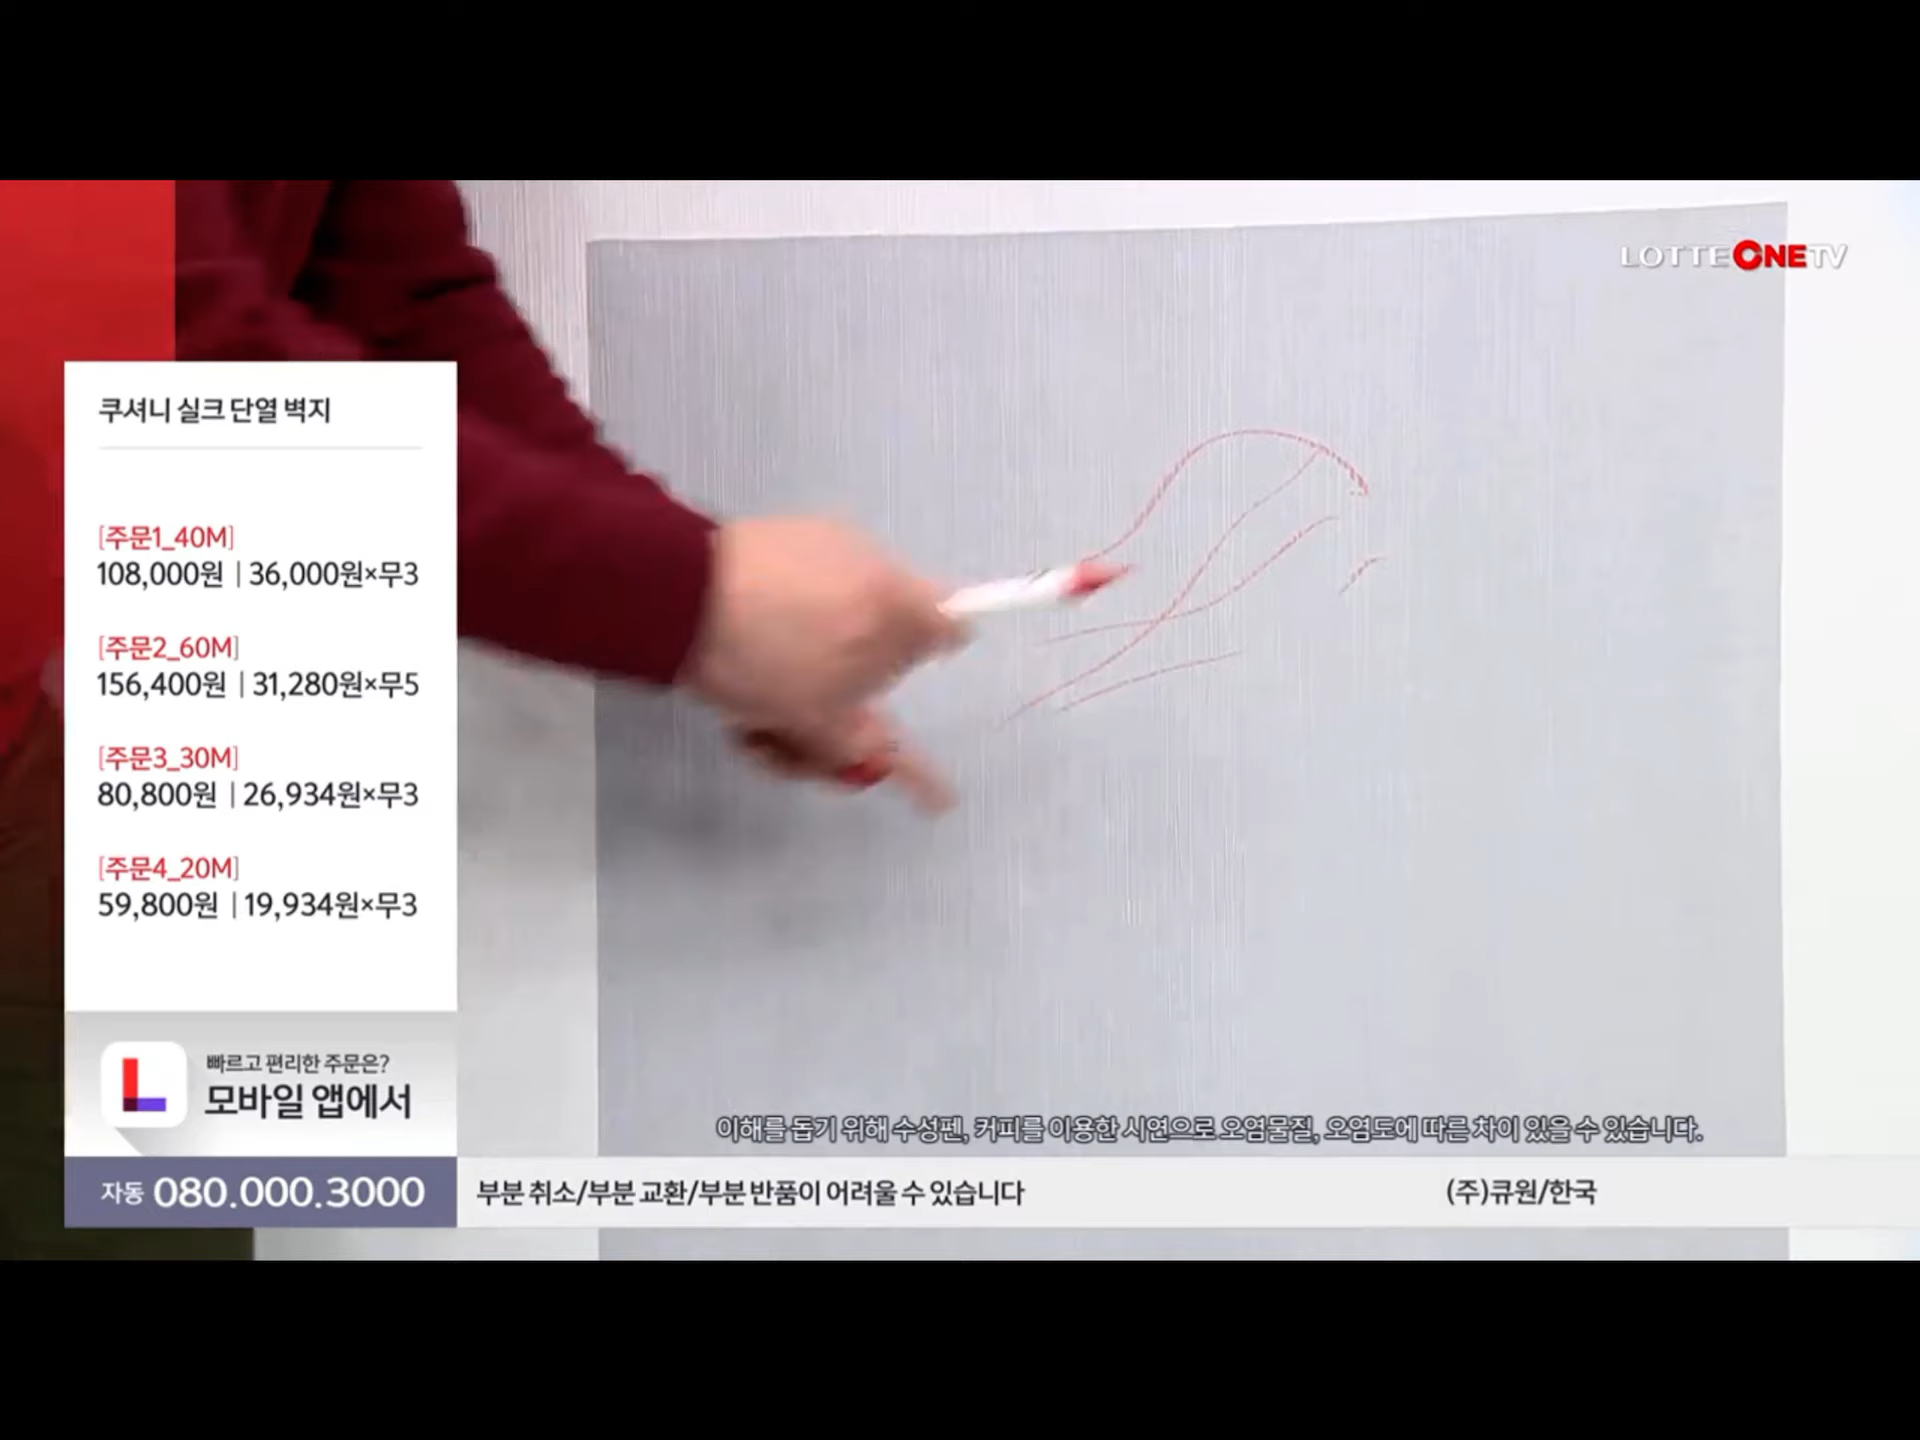 LOTTE ONE TV
쿠셔니 실크 단열 벽지
[주문1_40M]
108,000원 | 36,000원×무3
[주문2_60M]
156,400원 | 31,280원×무5
[주문3_30M]
80,800원 | 26,934원×무3
[주문4_20M]
59,800원 | 19,934원×무3
빠르고 편리한 주문은?
모바일 앱에서
이해를 돕기 위해 수성펜, 커피를 이용한 시연으로 오염물질, 오염도에 따른 차이 있을 수 있습니다.
자동 080.000.3000
부분 취소/부분 교환/부분 반품이 어려울 수 있습니다
(주)큐원/한국